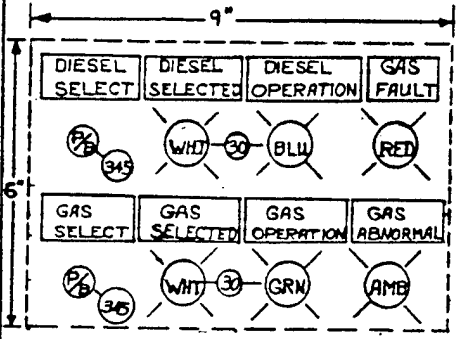 9"
DIESEL SELECT
DIESEL SELECTED
DIESEL OPERATION
GAS FAULT
P/B 345
WHT 30 BLU
RED
6"
GAS SELECT
GAS SELECTED
GAS OPERATION
GAS ABNORMAL
P/B 345
WHT 30 GRN
AMB